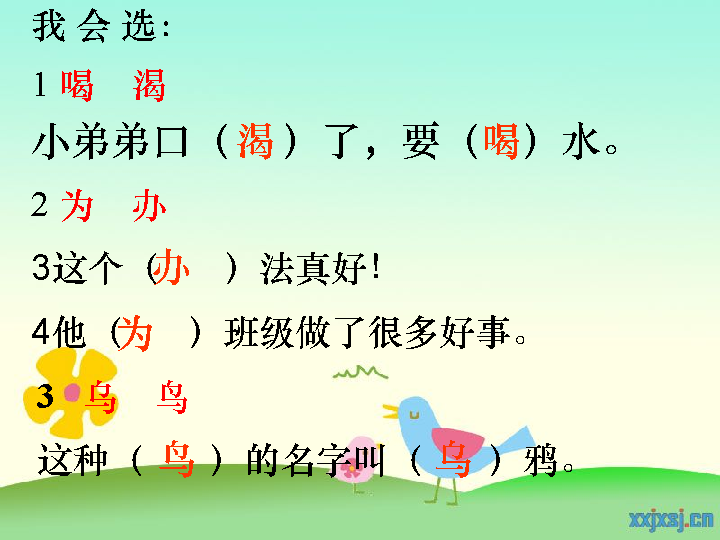 我会选:
1 喝 渴
小弟弟口（渴）了，要（喝）水。
2 为 办
3这个（办 ）法真好!
4他（为 ）班级做了很多好事。
3 乌 鸟
这种（鸟）的名字叫（乌）鸦。
xxjxsj.cn